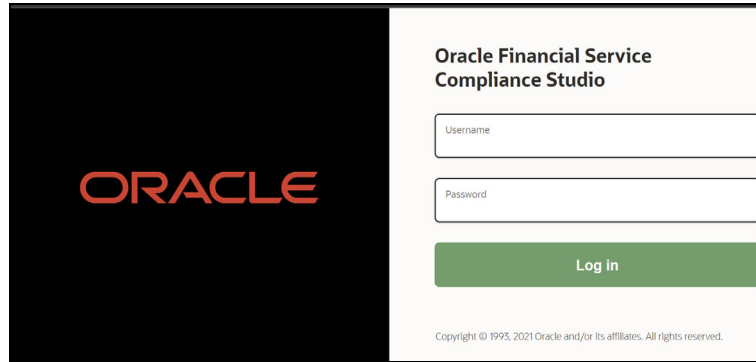 ORACLE
Oracle Financial Service
Compliance Studio
Username
Password
Log in
Copyright © 1993, 2021 Oracle and/or its affiliates. All rights reserved.